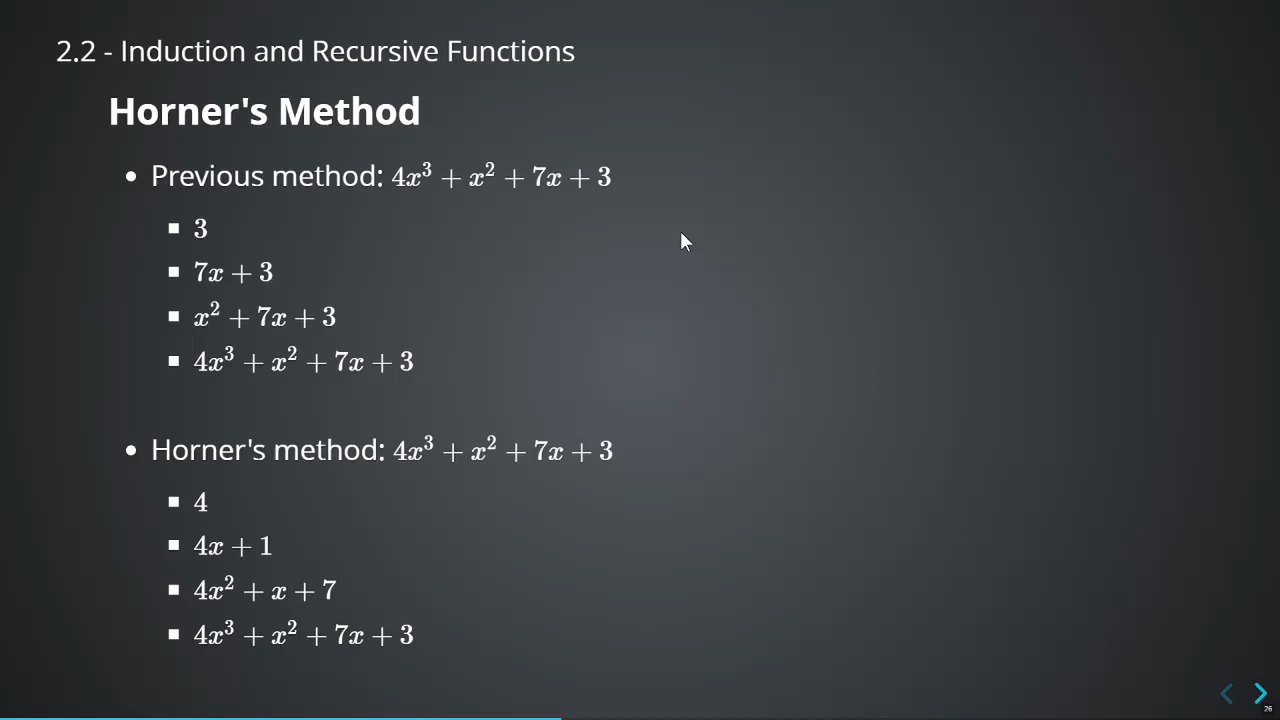 2.2 - Induction and Recursive Functions
Horner's Method
• Previous method: 4x³ + x² + 7x + 3
▪ 3
▪ 7x + 3
▪ x² + 7x + 3
▪ 4x³ + x² + 7x + 3
• Horner's method: 4x³ + x² + 7x + 3
▪ 4
▪ 4x + 1
▪ 4x² + x + 7
▪ 4x³ + x² + 7x + 3
26